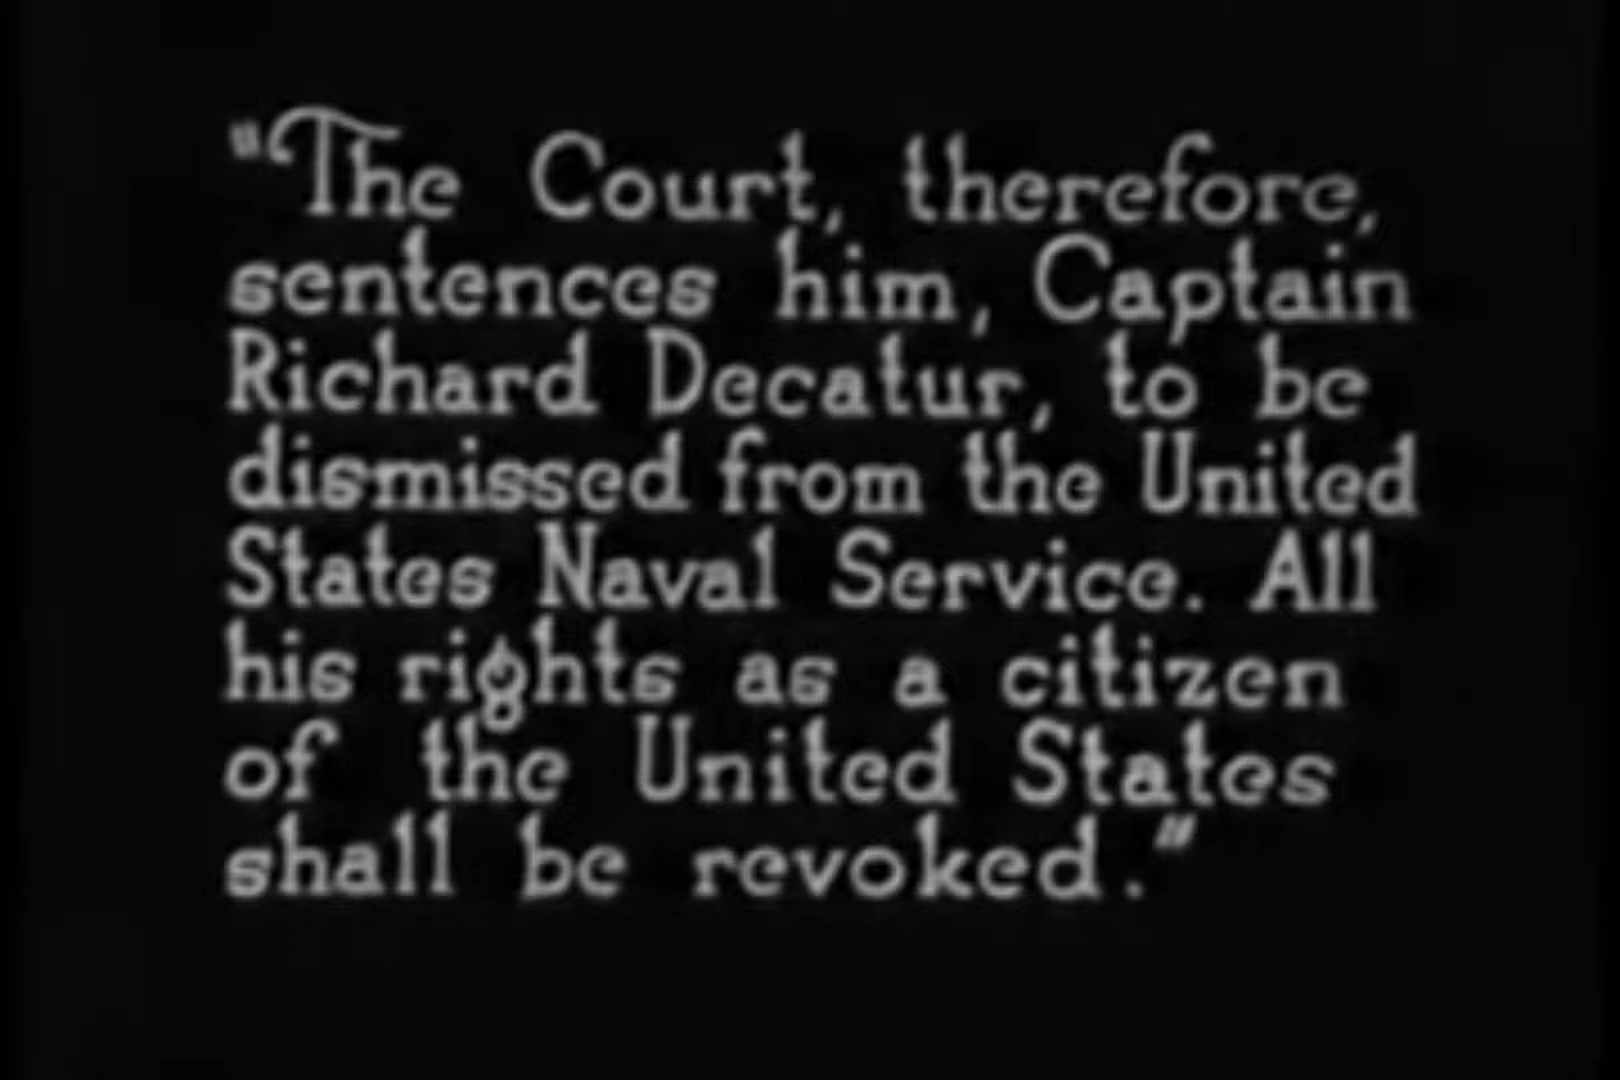 "The Court, therefore,
sentences him, Captain
Richard Decatur, to be
dismissed from the United
States Naval Service. All
his rights as a citizen
of the United States
shall be revoked."